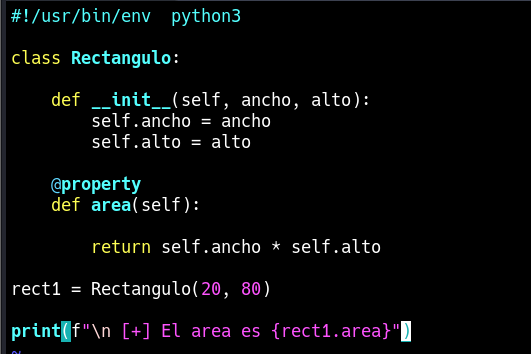 #!/usr/bin/env  python3
class Rectangulo:
    def __init__(self, ancho, alto):
        self.ancho = ancho
        self.alto = alto
    @property
    def area(self):
        return self.ancho * self.alto
rect1 = Rectangulo(20, 80)
print(f"\n [+] El area es {rect1.area}")